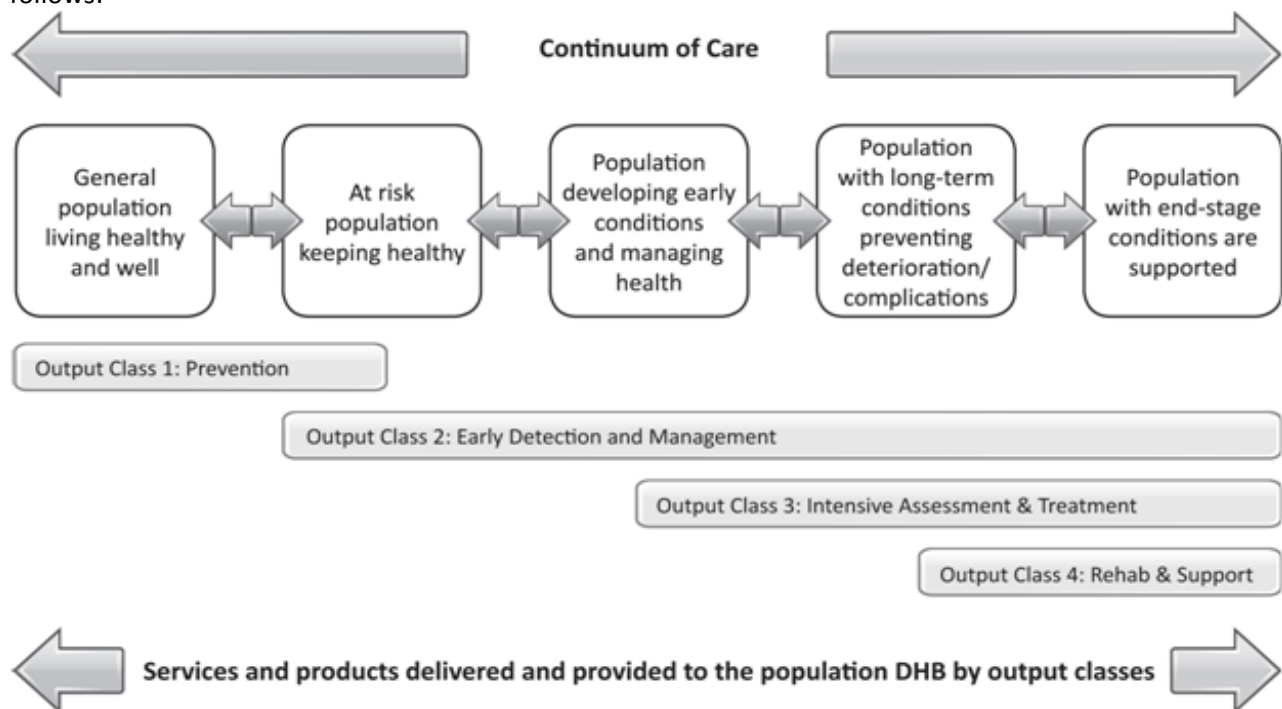 follows:
Continuum of Care
General
population
living healthy
and well
At risk
population
keeping healthy
Population
developing early
conditions
and managing
health
Population
with long-term
conditions
preventing
deterioration/
complications
Population
with end-stage
conditions are
supported
Output Class 1: Prevention
Output Class 2: Early Detection and Management
Output Class 3: Intensive Assessment & Treatment
Output Class 4: Rehab & Support
Services and products delivered and provided to the population DHB by output classes